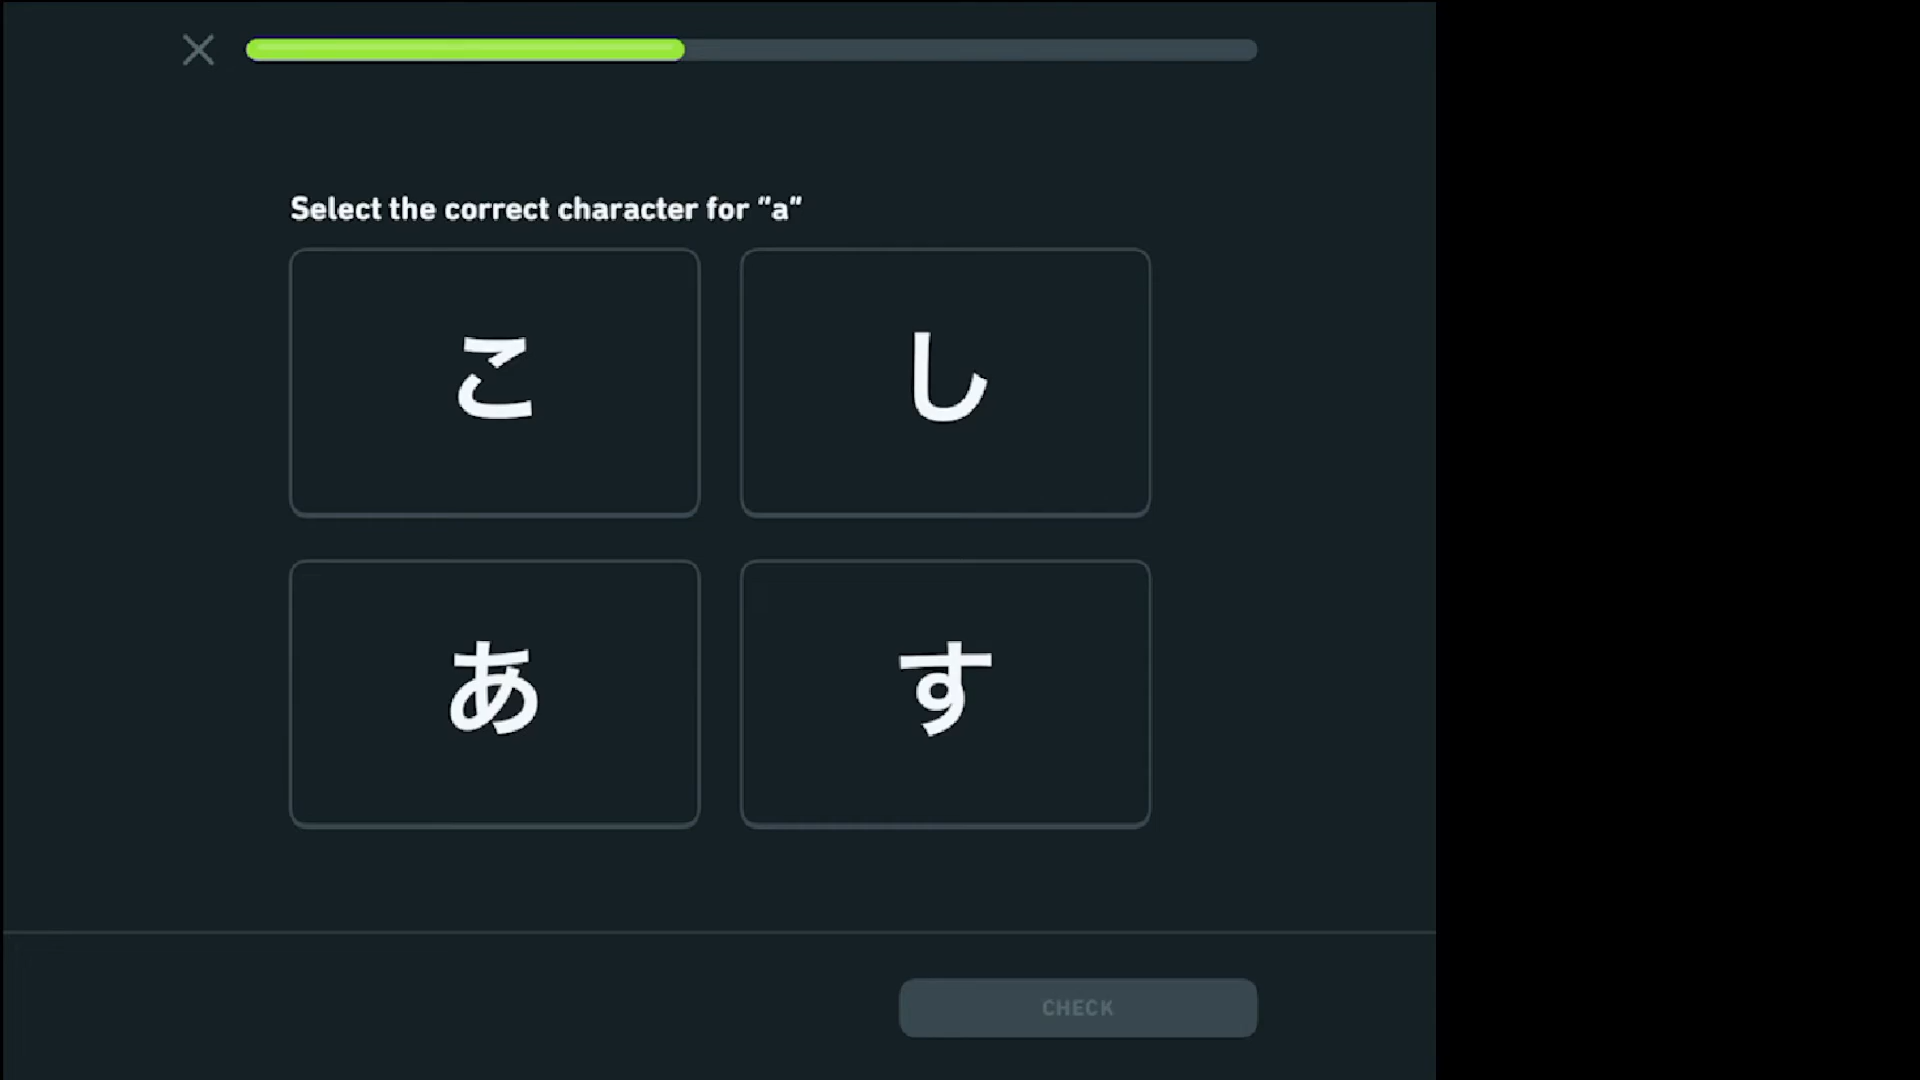 Select the correct character for “a”
こ
し
あ
す
CHECK